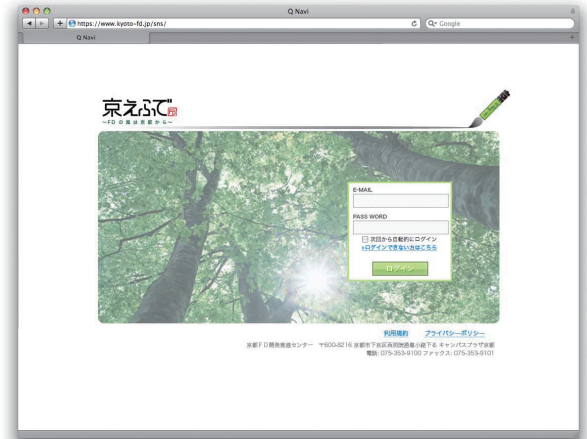 Q Navi
https://www.kyoto-fd.jp/sns/
Google
Q Navi
京えふで
～FDの風は京都から～
E-MAIL
PASS WORD
次回から自動的にログイン
»ログインできない方はこちら
ログイン
利用規約 プライバシーポリシー
京都FD開発推進センター 〒600-8216 京都市下京区西洞院通塩小路下る キャンパスプラザ京都
電話: 075-353-9100 ファックス: 075-353-9101